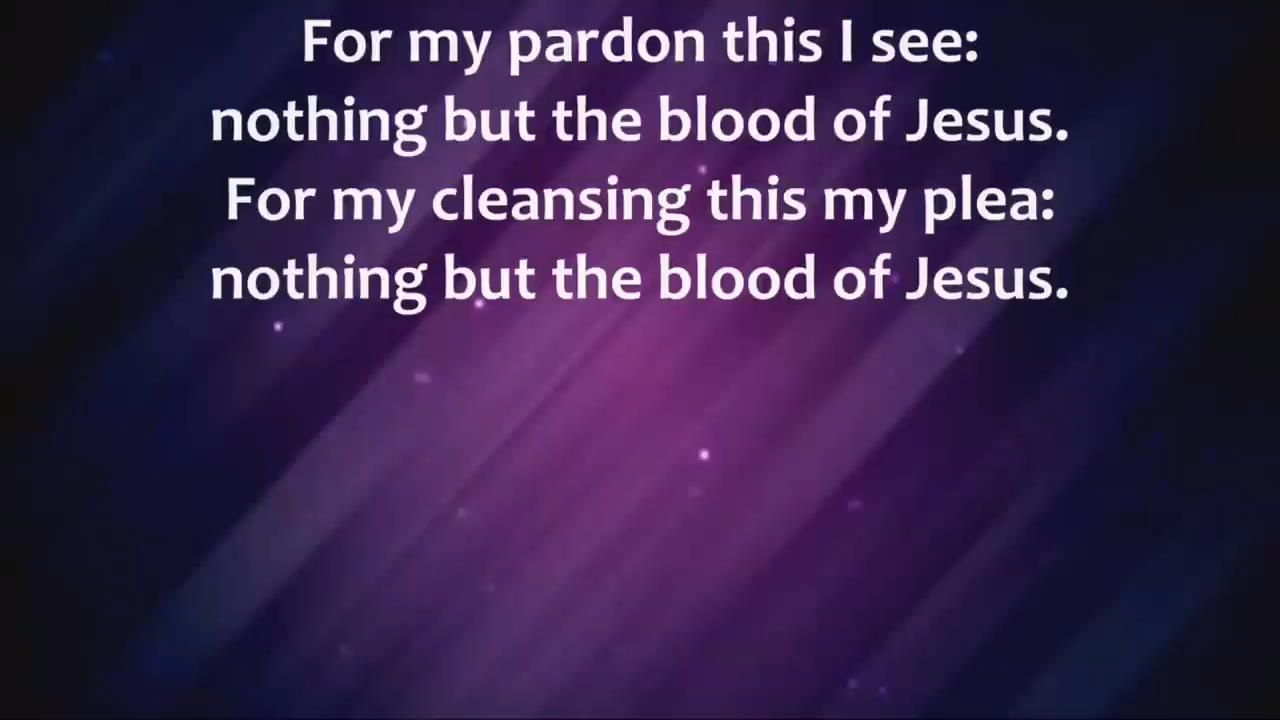 For my pardon this I see:
nothing but the blood of Jesus.
For my cleansing this my plea:
nothing but the blood of Jesus.